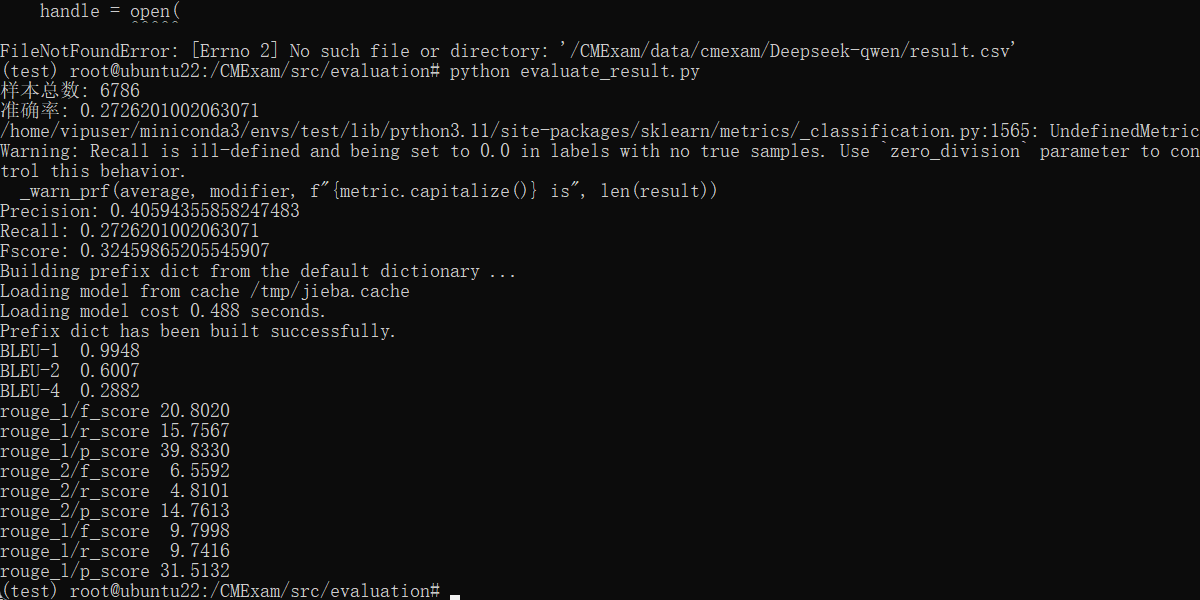 handle = open(
FileNotFoundError: [Errno 2] No such file or directory: '/CMExam/data/cmexam/Deepseek-qwen/result.csv'
(test) root@ubuntu22:/CMExam/src/evaluation# python evaluate_result.py
样本总数: 6786
准确率: 0.2726201002063071
/home/vipuser/miniconda3/envs/test/lib/python3.11/site-packages/sklearn/metrics/_classification.py:1565: UndefinedMetric
Warning: Recall is ill-defined and being set to 0.0 in labels with no true samples. Use `zero_division` parameter to con
trol this behavior.
_warn_prf(average, modifier, f"{metric.capitalize()} is", len(result))
Precision: 0.40594355858247483
Recall: 0.2726201002063071
Fscore: 0.32459865205545907
Building prefix dict from the default dictionary ...
Loading model from cache /tmp/jieba.cache
Loading model cost 0.488 seconds.
Prefix dict has been built successfully.
BLEU-1  0.9948
BLEU-2  0.6007
BLEU-4  0.2882
rouge_1/f_score 20.8020
rouge_1/r_score 15.7567
rouge_1/p_score 39.8330
rouge_2/f_score  6.5592
rouge_2/r_score  4.8101
rouge_2/p_score 14.7613
rouge_l/f_score  9.7998
rouge_l/r_score  9.7416
rouge_l/p_score 31.5132
(test) root@ubuntu22:/CMExam/src/evaluation#